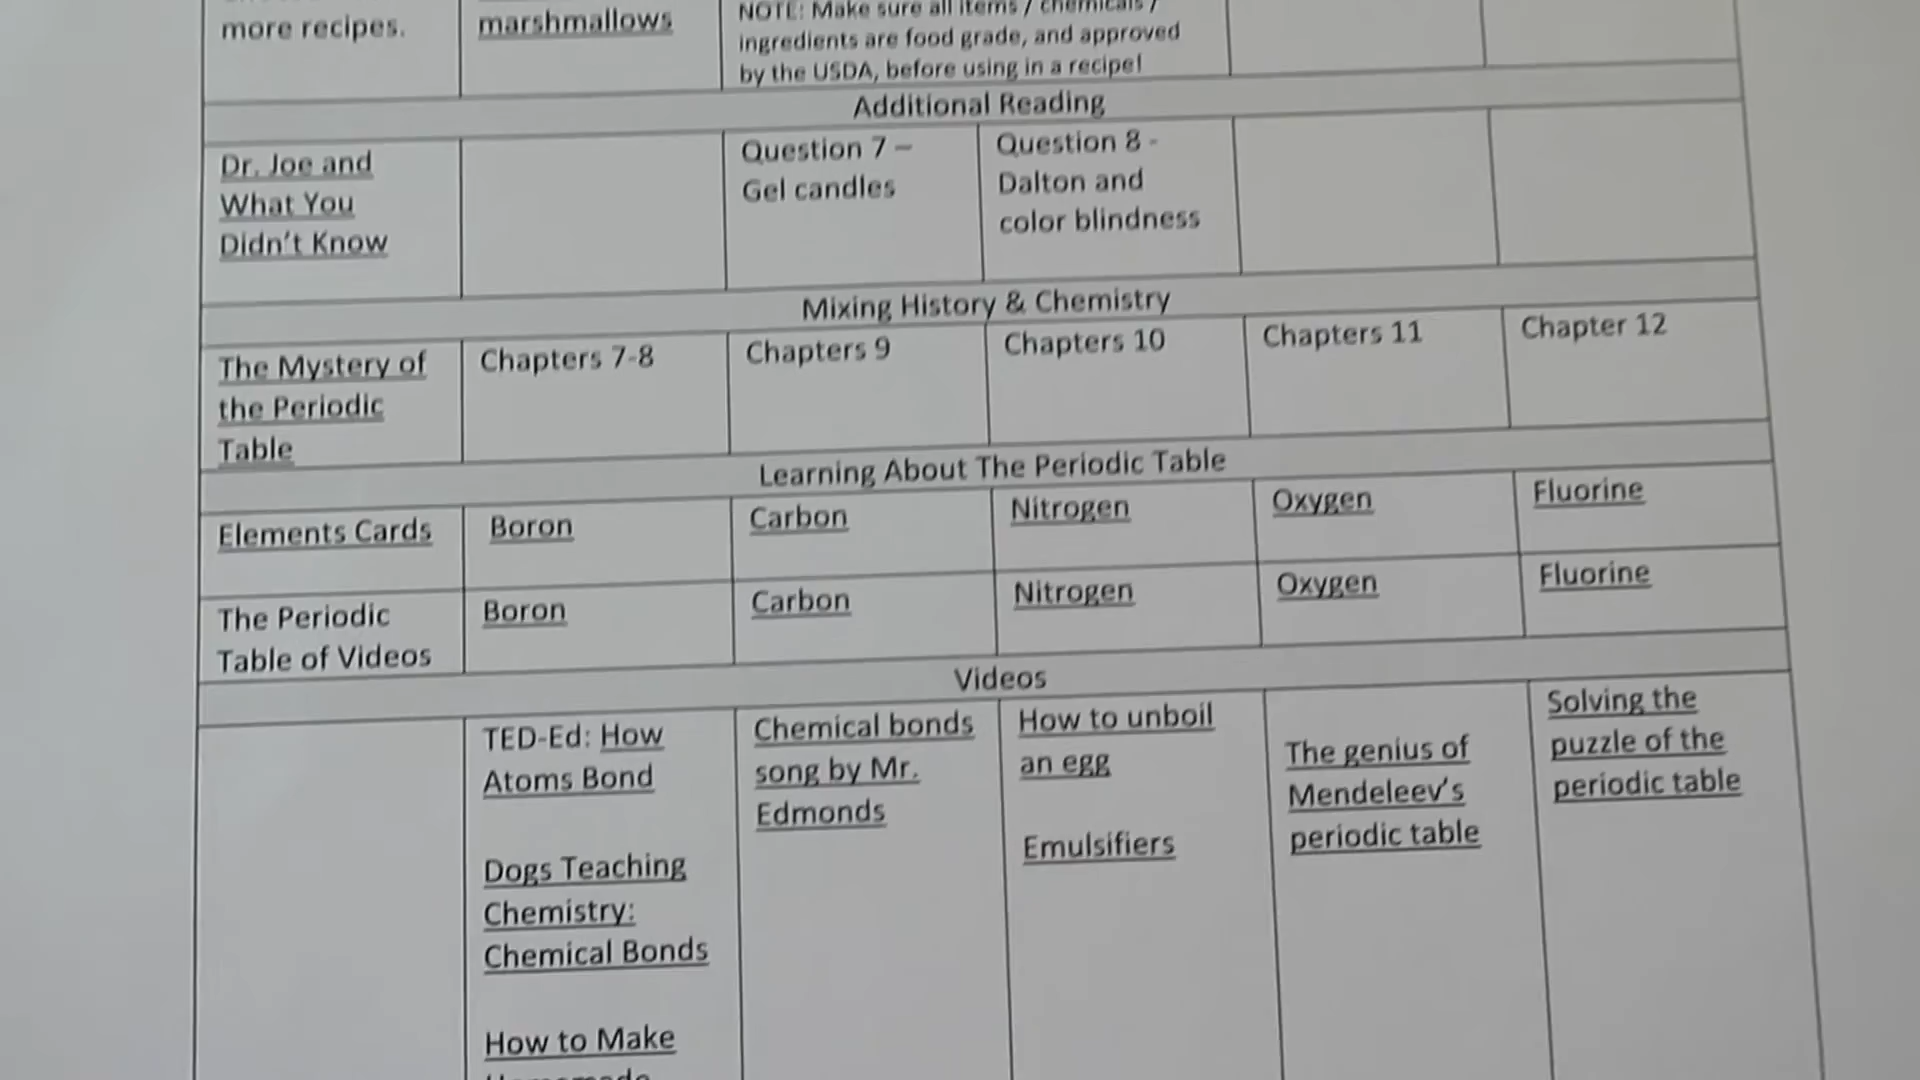 more recipes.
marshmallows
NOTE: Make sure all items / chemicals /
ingredients are food grade, and approved
by the USDA, before using in a recipe!
Additional Reading
Dr. Joe and
What You
Didn't Know
Question 7 –
Gel candles
Question 8 -
Dalton and
color blindness
Mixing History & Chemistry
The Mystery of
the Periodic
Table
Chapters 7-8
Chapters 9
Chapters 10
Chapters 11
Chapter 12
Learning About The Periodic Table
Elements Cards
Boron
Carbon
Nitrogen
Oxygen
Fluorine
The Periodic
Table of Videos
Boron
Carbon
Nitrogen
Oxygen
Fluorine
Videos
TED-Ed: How
Atoms Bond
Dogs Teaching
Chemistry:
Chemical Bonds
How to Make
Chemical bonds
song by Mr.
Edmonds
How to unboil
an egg
Emulsifiers
The genius of
Mendeleev's
periodic table
Solving the
puzzle of the
periodic table